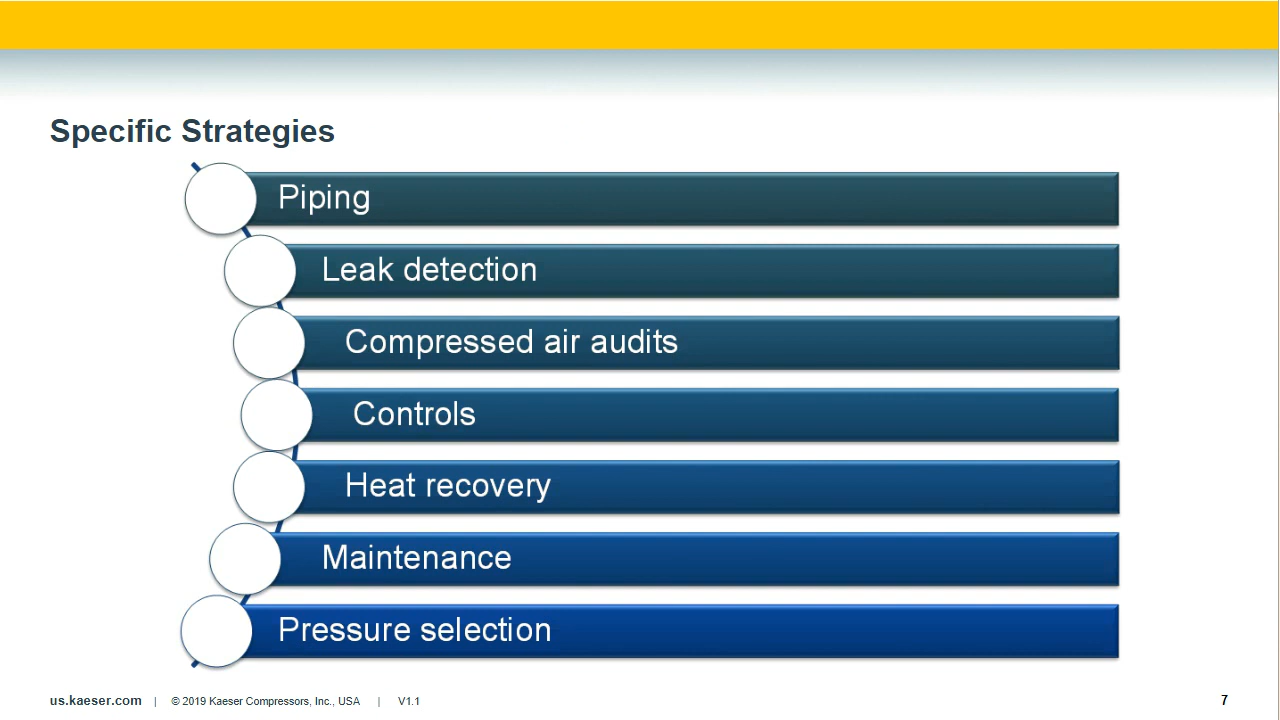 Specific Strategies
Piping
Leak detection
Compressed air audits
Controls
Heat recovery
Maintenance
Pressure selection
us.kaeser.com | © 2019 Kaeser Compressors, Inc., USA | V1.1
7